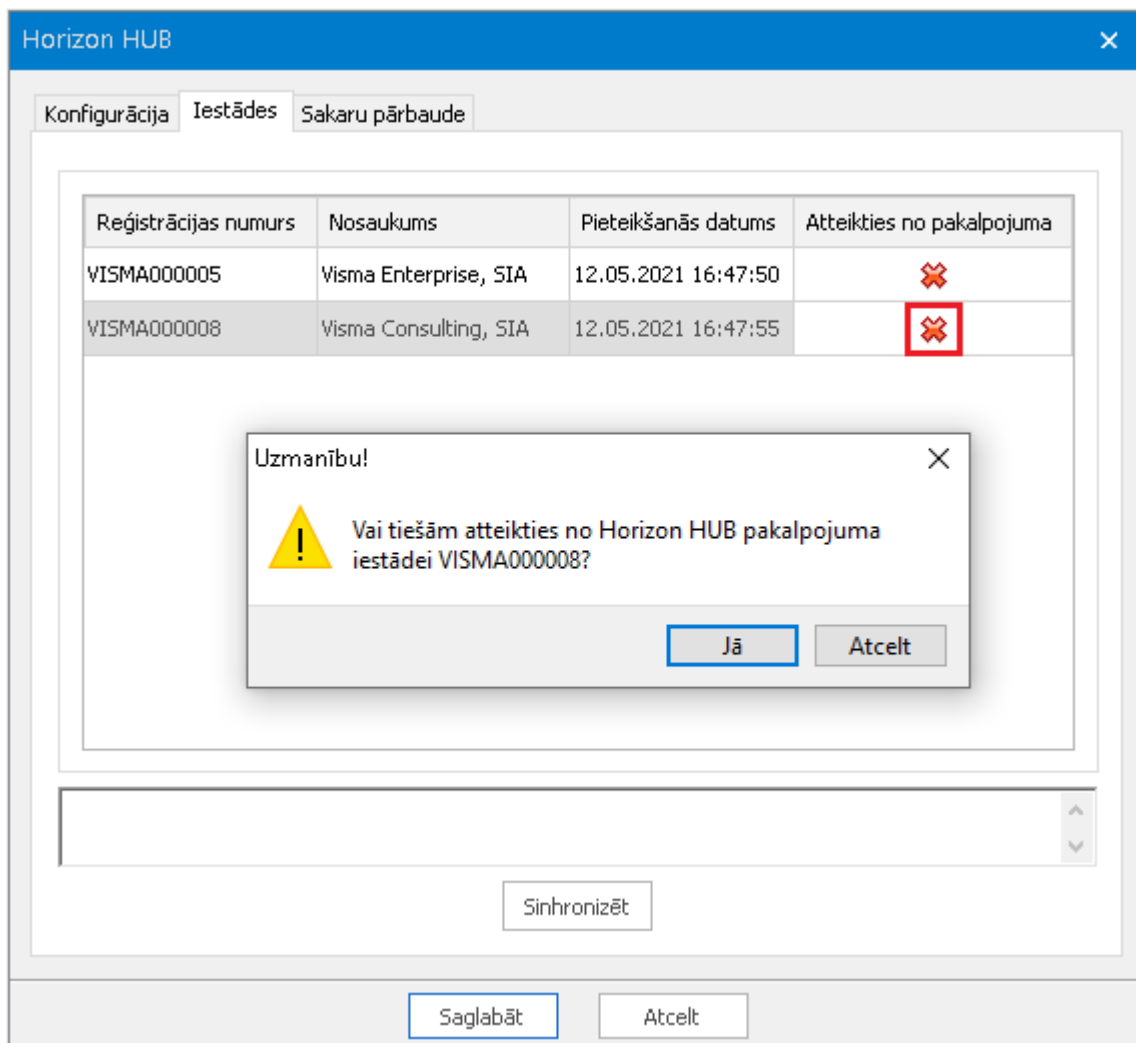 Horizon HUB
Konfigurācija Iestādes Sakaru pārbaude
Reģistrācijas numurs Nosaukums Pieteikšanās datums Atteikties no pakalpojuma
VISMA000005 Visma Enterprise, SIA 12.05.2021 16:47:50
VISMA000008 Visma Consulting, SIA 12.05.2021 16:47:55
Uzmanību!
Vai tiešām atteikties no Horizon HUB pakalpojuma
iestādei VISMA000008?
Jā Atcelt
Sinhronizēt
Saglabāt Atcelt